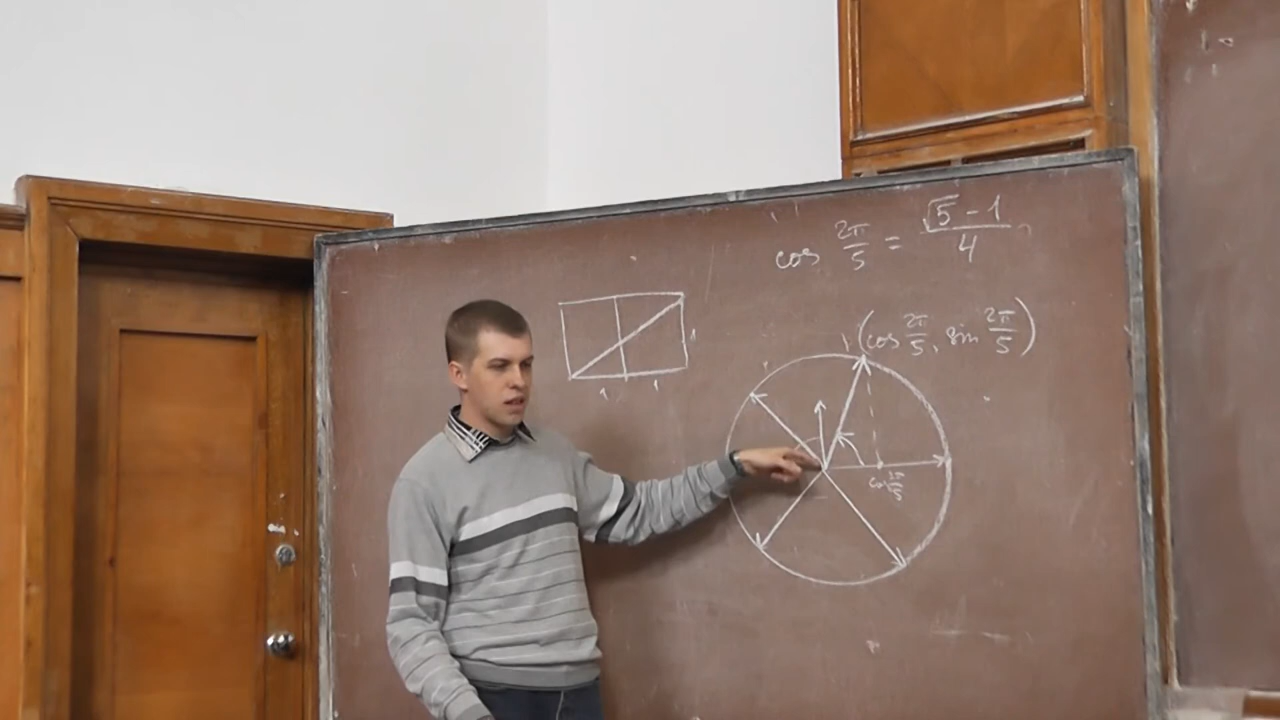 cos 2π/5 = (√5 - 1)/4
(cos 2π/5, sin 2π/5)
1
cos 2π/5
1 1